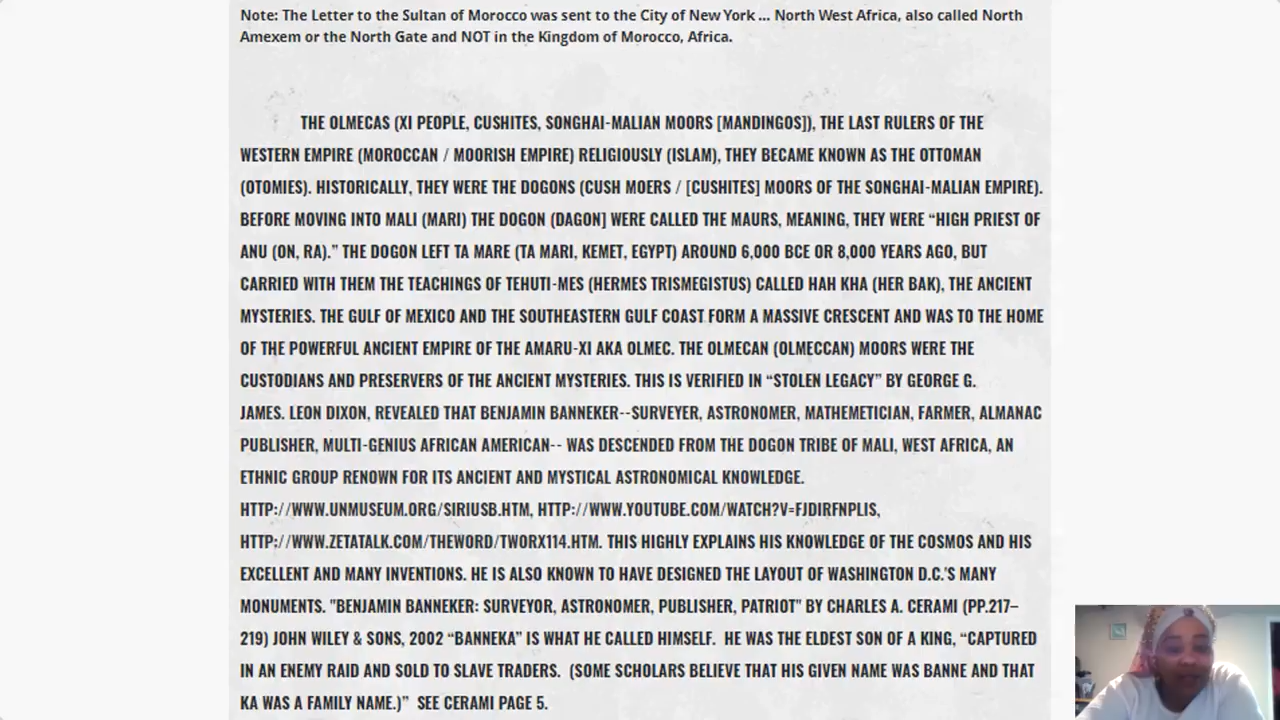 Note: The Letter to the Sultan of Morocco was sent to the City of New York ... North West Africa, also called North
Amexem or the North Gate and NOT in the Kingdom of Morocco, Africa.
THE OLMECAS (XI PEOPLE, CUSHITES, SONGHAI-MALIAN MOORS [MANDINGOS]), THE LAST RULERS OF THE
WESTERN EMPIRE (MOROCCAN / MOORISH EMPIRE) RELIGIOUSLY (ISLAM), THEY BECAME KNOWN AS THE OTTOMAN
(OTOMIES). HISTORICALLY, THEY WERE THE DOGONS (CUSH MOERS / [CUSHITES] MOORS OF THE SONGHAI-MALIAN EMPIRE).
BEFORE MOVING INTO MALI (MARI) THE DOGON (DAGON] WERE CALLED THE MAURS, MEANING, THEY WERE “HIGH PRIEST OF
ANU (ON, RA).” THE DOGON LEFT TA MARE (TA MARI, KEMET, EGYPT) AROUND 6,000 BCE OR 8,000 YEARS AGO, BUT
CARRIED WITH THEM THE TEACHINGS OF TEHUTI-MES (HERMES TRISMEGISTUS) CALLED HAH KHA (HER BAK), THE ANCIENT
MYSTERIES. THE GULF OF MEXICO AND THE SOUTHEASTERN GULF COAST FORM A MASSIVE CRESCENT AND WAS TO THE HOME
OF THE POWERFUL ANCIENT EMPIRE OF THE AMARU-XI AKA OLMEC. THE OLMECAN (OLMECCAN) MOORS WERE THE
CUSTODIANS AND PRESERVERS OF THE ANCIENT MYSTERIES. THIS IS VERIFIED IN “STOLEN LEGACY” BY GEORGE G.
JAMES. LEON DIXON, REVEALED THAT BENJAMIN BANNEKER--SURVEYER, ASTRONOMER, MATHEMETICIAN, FARMER, ALMANAC
PUBLISHER, MULTI-GENIUS AFRICAN AMERICAN-- WAS DESCENDED FROM THE DOGON TRIBE OF MALI, WEST AFRICA, AN
ETHNIC GROUP RENOWN FOR ITS ANCIENT AND MYSTICAL ASTRONOMICAL KNOWLEDGE.
HTTP://WWW.UNMUSEUM.ORG/SIRIUSB.HTM, HTTP://WWW.YOUTUBE.COM/WATCH?V=FJDIRFNPLIS,
HTTP://WWW.ZETATALK.COM/THEWORD/TWORX114.HTM. THIS HIGHLY EXPLAINS HIS KNOWLEDGE OF THE COSMOS AND HIS
EXCELLENT AND MANY INVENTIONS. HE IS ALSO KNOWN TO HAVE DESIGNED THE LAYOUT OF WASHINGTON D.C.'S MANY
MONUMENTS. "BENJAMIN BANNEKER: SURVEYOR, ASTRONOMER, PUBLISHER, PATRIOT" BY CHARLES A. CERAMI (PP.217–
219) JOHN WILEY & SONS, 2002 “BANNEKA” IS WHAT HE CALLED HIMSELF.  HE WAS THE ELDEST SON OF A KING, “CAPTURED
IN AN ENEMY RAID AND SOLD TO SLAVE TRADERS.  (SOME SCHOLARS BELIEVE THAT HIS GIVEN NAME WAS BANNE AND THAT
KA WAS A FAMILY NAME.)”  SEE CERAMI PAGE 5.